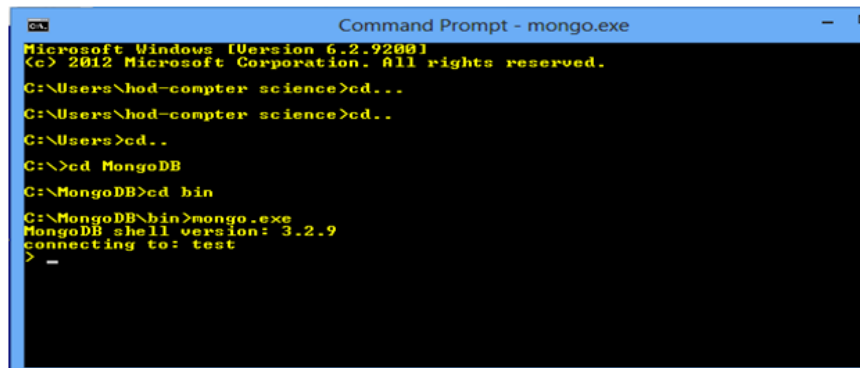 Command Prompt - mongo.exe
Microsoft Windows [Version 6.2.9200]
(c) 2012 Microsoft Corporation. All rights reserved.
C:\Users\hod-compter science>cd...
C:\Users\hod-compter science>cd..
C:\Users>cd..
C:\>cd MongoDB
C:\MongoDB>cd bin
C:\MongoDB\bin>mongo.exe
MongoDB shell version: 3.2.9
connecting to: test
> _